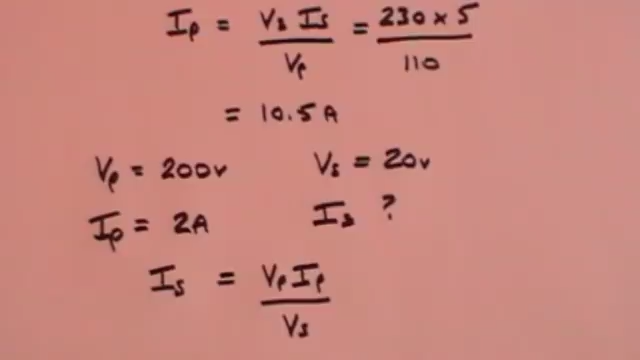 Ip = Vs Is / Vp = 230 x 5 / 110
= 10.5 A
Vp = 200v Vs = 20v
Ip = 2A Is ?
Is = Vp Ip / Vs